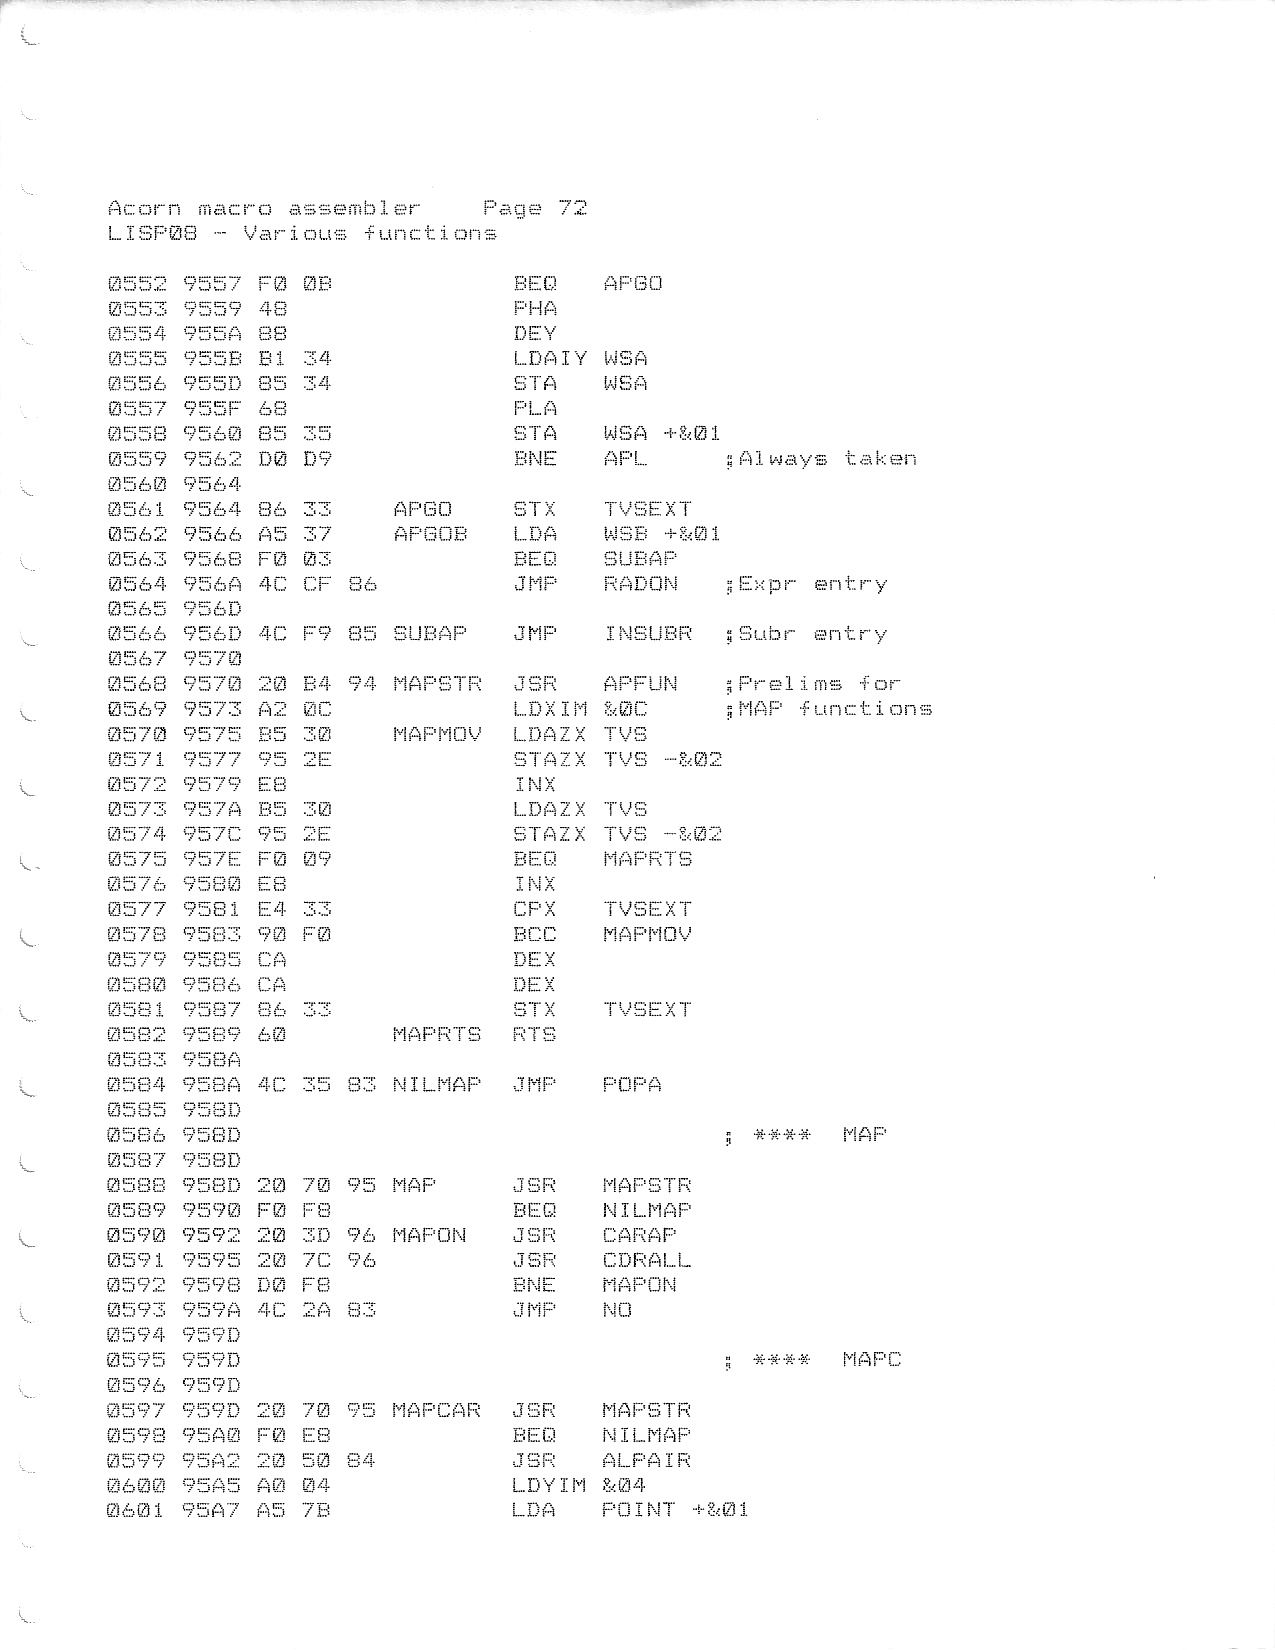 Acorn macro assembler    Page 72
LISP08 - Various functions
0552 9557 F0 0B            BEQ   APGO
0553 9559 48               PHA
0554 955A 88               DEY
0555 955B B1 34            LDAIY WSA
0556 955D 85 34            STA   WSA
0557 955F 68               PLA
0558 9560 85 35            STA   WSA +&01
0559 9562 D0 D9            BNE   APL     ;Always taken
0560 9564
0561 9564 86 33    APGO    STX   TVSEXT
0562 9566 A5 37    APGOB   LDA   WSB +&01
0563 9568 F0 03            BEQ   SUBAP
0564 956A 4C CF 86         JMP   RADON   ;Expr entry
0565 956D
0566 956D 4C F9 85 SUBAP   JMP   INSUBR  ;Subr entry
0567 9570
0568 9570 20 B4 94 MAPSTR  JSR   APFUN   ;Prelims for
0569 9573 A2 0C            LDXIM &0C     ;MAP functions
0570 9575 B5 30    MAPMOV  LDAZX TVS
0571 9577 95 2E            STAZX TVS -&02
0572 9579 E8               INX
0573 957A B5 30            LDAZX TVS
0574 957C 95 2E            STAZX TVS -&02
0575 957E F0 09            BEQ   MAPRTS
0576 9580 E8               INX
0577 9581 E4 33            CPX   TVSEXT
0578 9583 90 F0            BCC   MAPMOV
0579 9585 CA               DEX
0580 9586 CA               DEX
0581 9587 86 33            STX   TVSEXT
0582 9589 60       MAPRTS  RTS
0583 958A
0584 958A 4C 35 83 NILMAP  JMP   POPA
0585 958D
0586 958D                                ; ****  MAP
0587 958D
0588 958D 20 70 95 MAP     JSR   MAPSTR
0589 9590 F0 F8            BEQ   NILMAP
0590 9592 20 3D 96 MAPON   JSR   CARAP
0591 9595 20 7C 96         JSR   CDRALL
0592 9598 D0 F8            BNE   MAPON
0593 959A 4C 2A 83         JMP   NO
0594 959D
0595 959D                                ; ****  MAPC
0596 959D
0597 959D 20 70 95 MAPCAR  JSR   MAPSTR
0598 95A0 F0 E8            BEQ   NILMAP
0599 95A2 20 50 84         JSR   ALPAIR
0600 95A5 A0 04            LDYIM &04
0601 95A7 A5 7B            LDA   POINT +&01